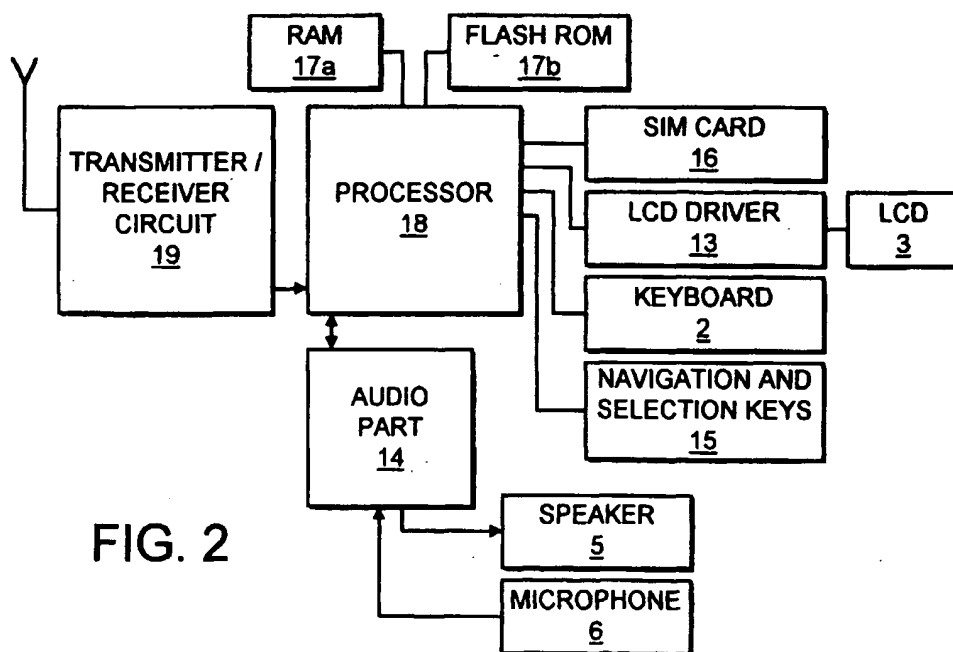 RAM
17a
FLASH ROM
17b
TRANSMITTER /
RECEIVER
CIRCUIT
19
PROCESSOR
18
SIM CARD
16
LCD DRIVER
13
LCD
3
KEYBOARD
2
NAVIGATION AND
SELECTION KEYS
15
AUDIO
PART
14
SPEAKER
5
MICROPHONE
6
FIG. 2